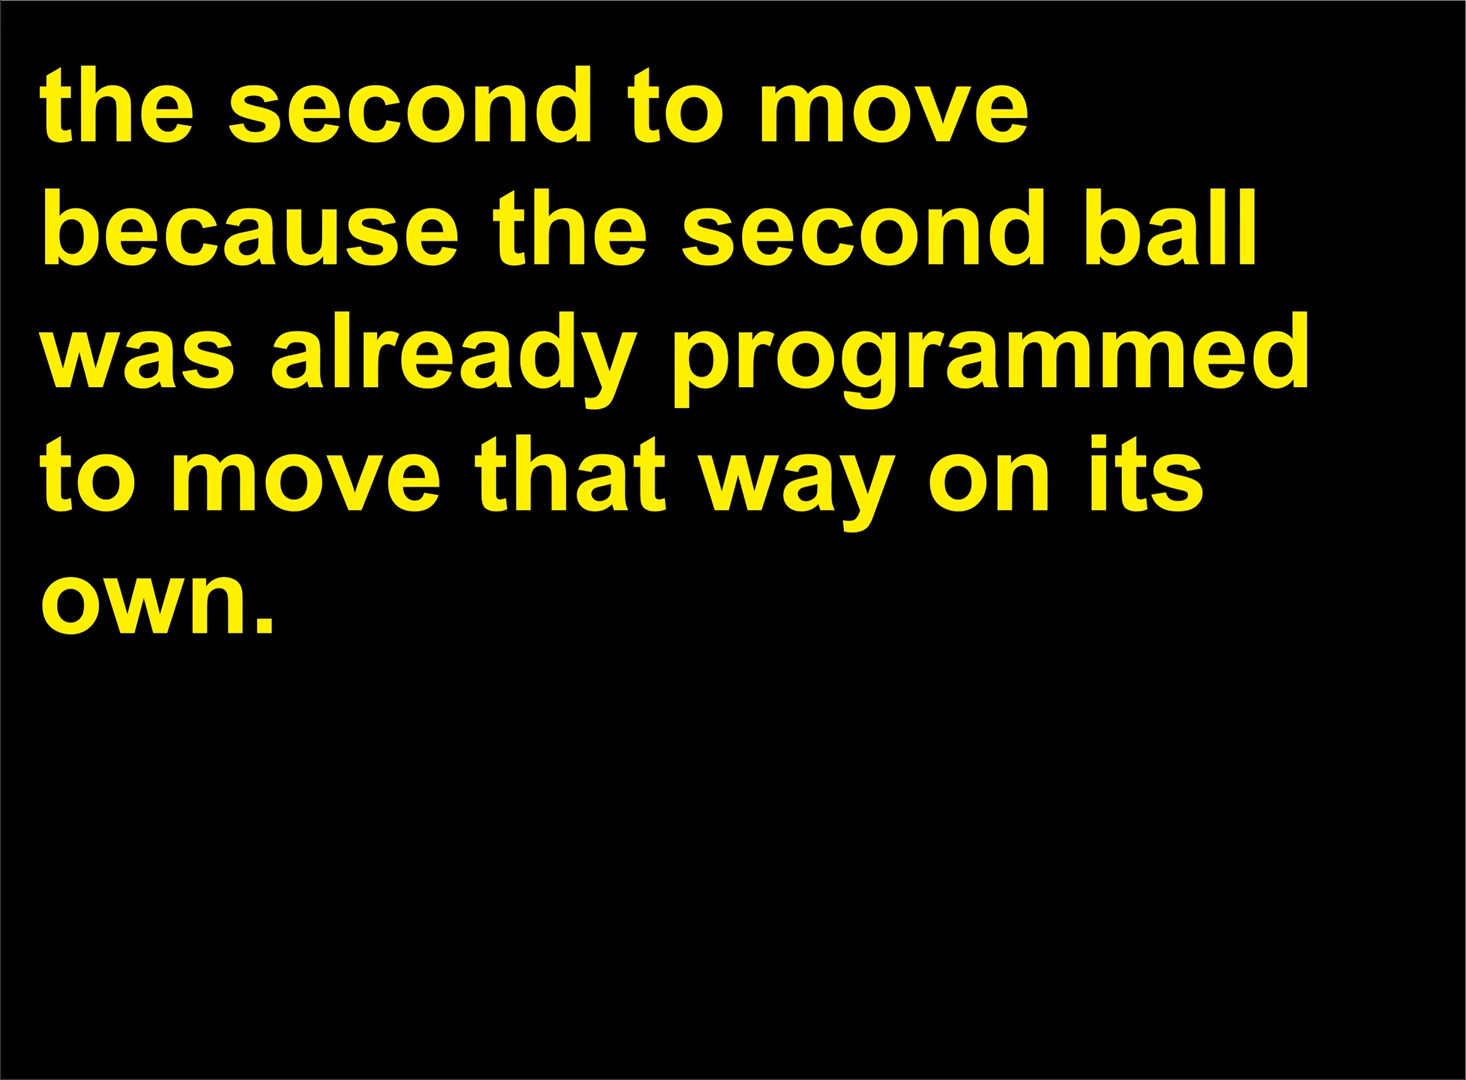 the second to move
because the second ball
was already programmed
to move that way on its
own.